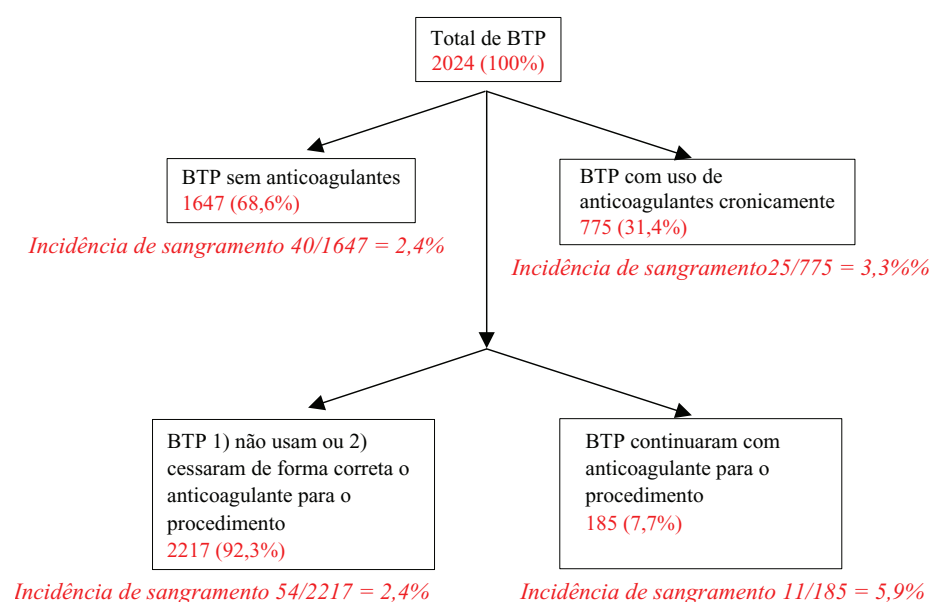 Total de BTP
2024 (100%)
BTP sem anticoagulantes
1647 (68,6%)
Incidência de sangramento 40/1647 = 2,4%
BTP com uso de
anticoagulantes cronicamente
775 (31,4%)
Incidência de sangramento25/775 = 3,3%%
BTP 1) não usam ou 2)
cessaram de forma correta o
anticoagulante para o
procedimento
2217 (92,3%)
Incidência de sangramento 54/2217 = 2,4%
BTP continuaram com
anticoagulante para o
procedimento
185 (7,7%)
Incidência de sangramento 11/185 = 5,9%